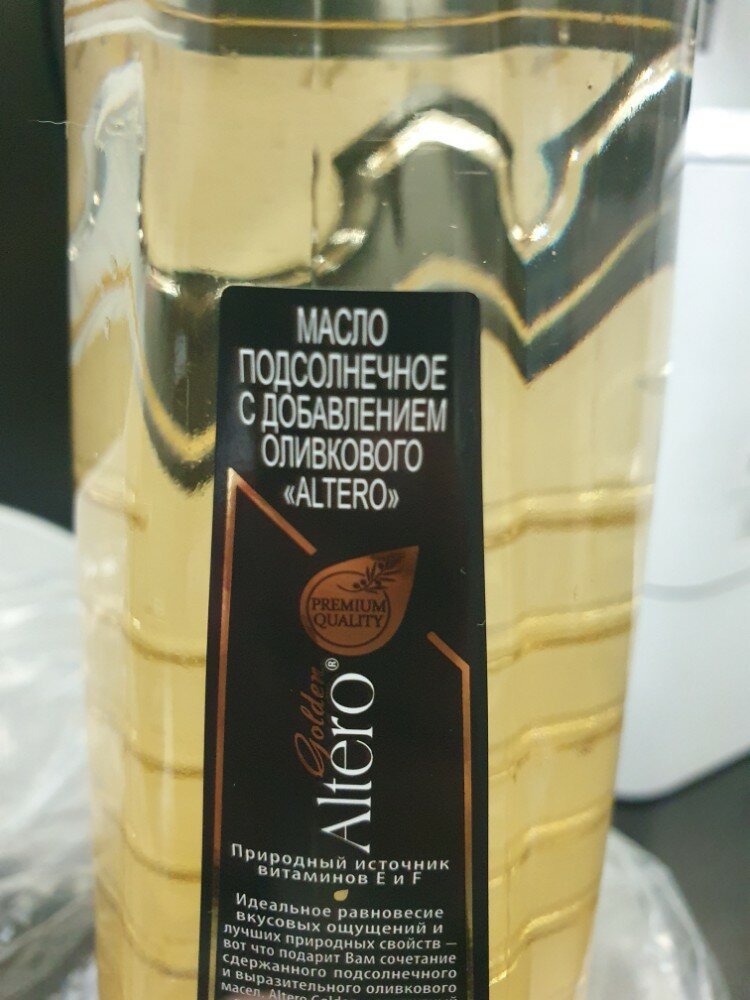 МАСЛО
ПОДСОЛНЕЧНОЕ
С ДОБАВЛЕНИЕМ
ОЛИВКОВОГО
«ALTERO»
PREMIUM
QUALITY
Golden
Altero®
Природный источник
витаминов E и F
Идеальное равновесие
вкусовых ощущений и
лучших природных свойств –
вот что подарит Вам сочетание
сдержанного подсолнечного
и выразительного оливкового
масел. Altero Golden